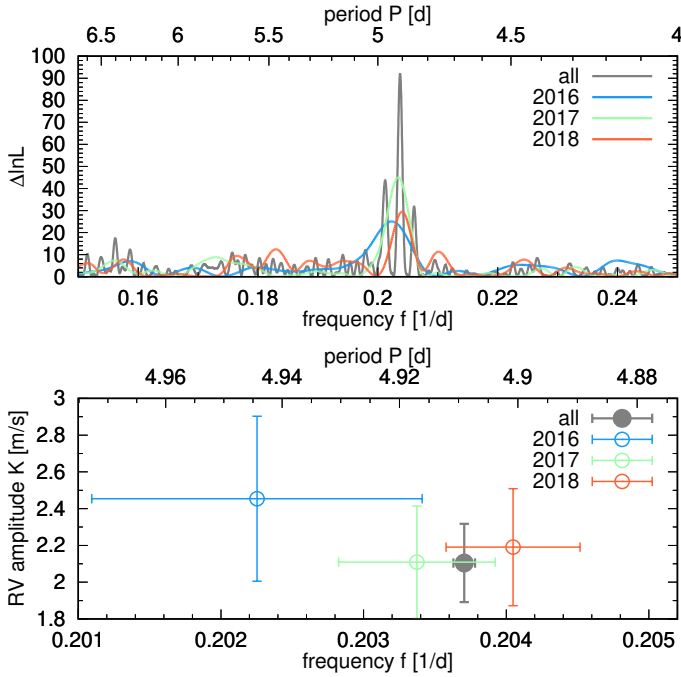 period P [d]
6.5 6 5.5 5 4.5 4
100
90
80
70
60
50
40
30
20
10
0
ΔlnL
all
2016
2017
2018
0.16 0.18 0.2 0.22 0.24
frequency f [1/d]
period P [d]
4.96 4.94 4.92 4.9 4.88
3
2.8
2.6
2.4
2.2
2
1.8
RV amplitude K [m/s]
all
2016
2017
2018
0.201 0.202 0.203 0.204 0.205
frequency f [1/d]